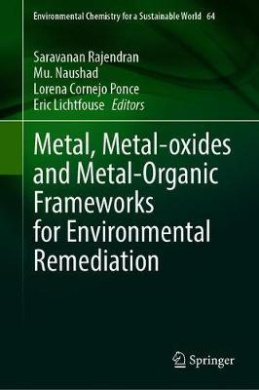 Environmental Chemistry for a Sustainable World 64
Saravanan Rajendran
Mu. Naushad
Lorena Cornejo Ponce
Eric Lichtfouse Editors
Metal, Metal-oxides
and Metal-Organic
Frameworks
for Environmental
Remediation
Springer